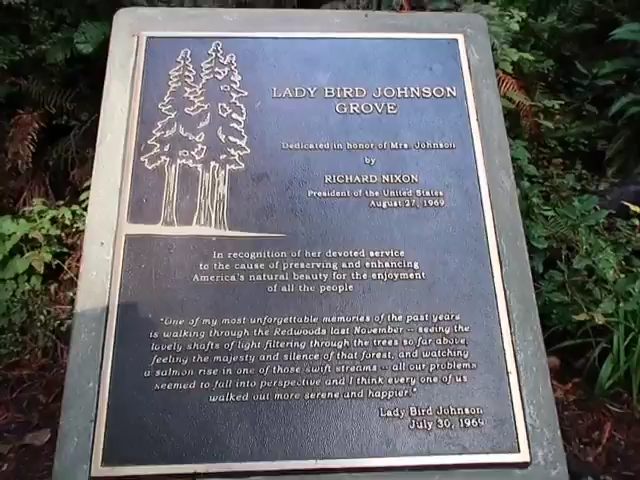 LADY BIRD JOHNSON
GROVE
Dedicated in honor of Mrs. Johnson
by
RICHARD NIXON
President of the United States
August 27, 1969
In recognition of her devoted service
to the cause of preserving and enhancing
America's natural beauty for the enjoyment
of all the people
"One of my most unforgettable memories of the past years
is walking through the Redwoods last November -- seeing the
lovely shafts of light filtering through the trees so far above,
feeling the majesty and silence of that forest, and watching
a salmon rise in one of those swift streams -- all our problems
seemed to fall into perspective and I think every one of us
walked out more serene and happier."
Lady Bird Johnson
July 30, 1969